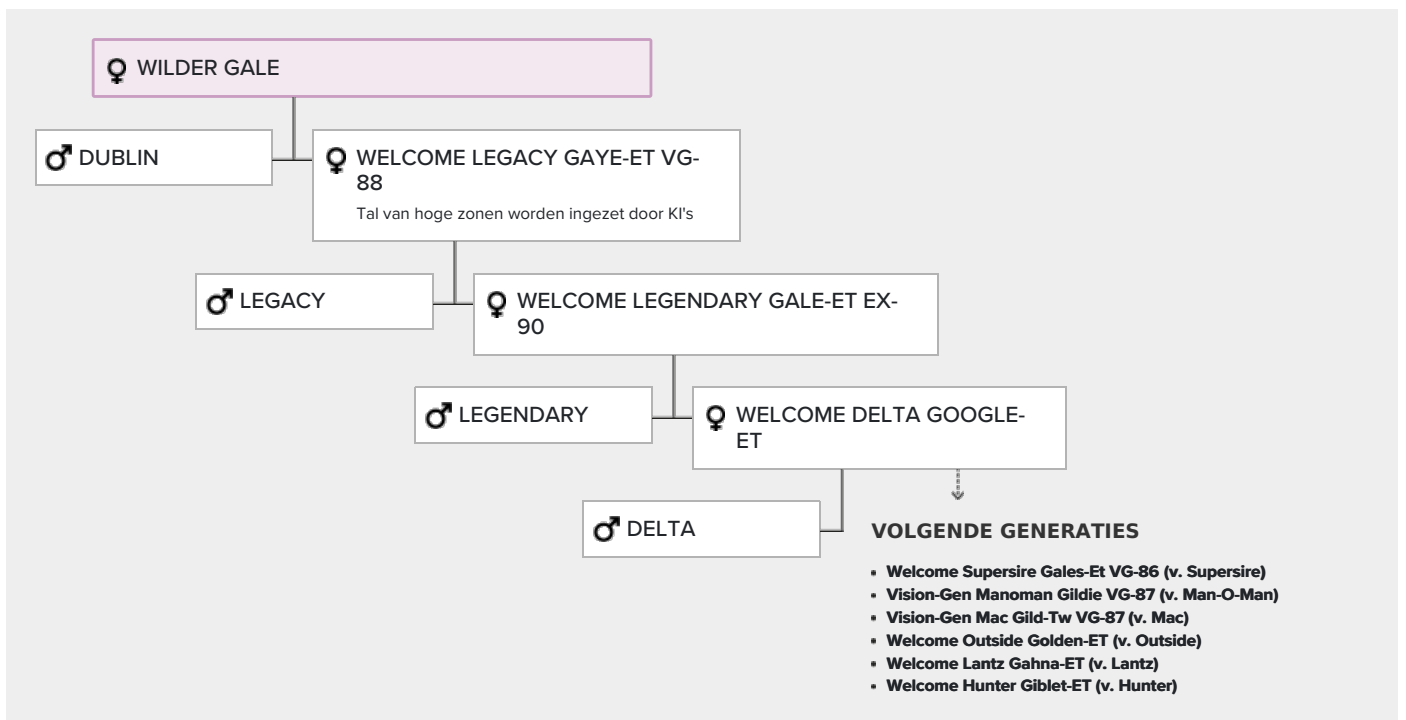 WILDER GALE
DUBLIN
WELCOME LEGACY GAYE-ET VG-
88
Tal van hoge zonen worden ingezet door KI's
LEGACY
WELCOME LEGENDARY GALE-ET EX-
90
LEGENDARY
WELCOME DELTA GOOGLE-
ET
DELTA
VOLGENDE GENERATIES
Welcome Supersire Gales-Et VG-86 (v. Supersire)
Vision-Gen Manoman Gildie VG-87 (v. Man-O-Man)
Vision-Gen Mac Gild-Tw VG-87 (v. Mac)
Welcome Outside Golden-ET (v. Outside)
Welcome Lantz Gahna-ET (v. Lantz)
Welcome Hunter Giblet-ET (v. Hunter)